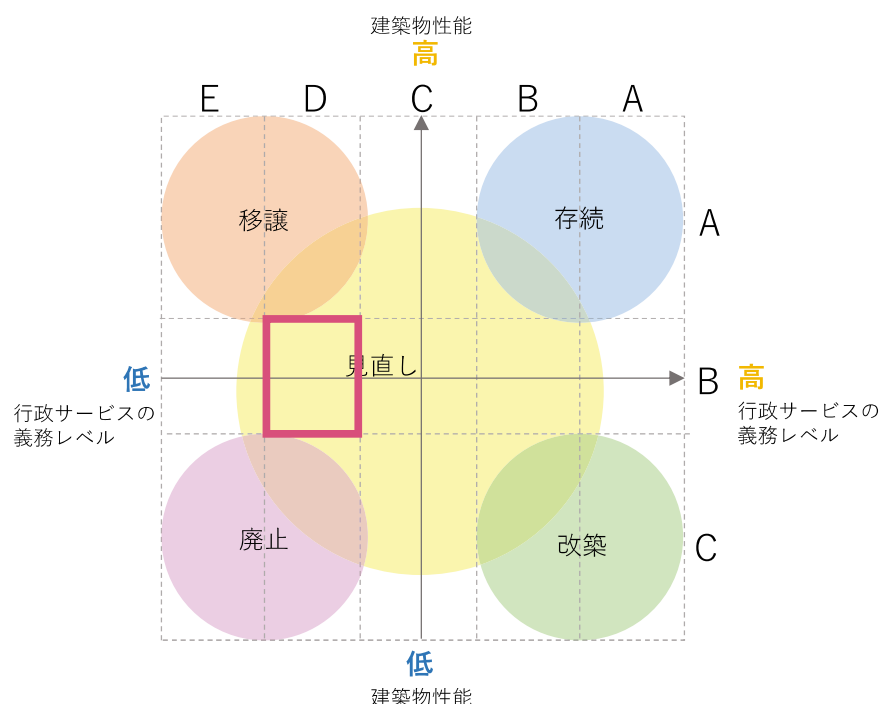 建築物性能
高
E D C B A
移譲
存続
A
見直し
低
B
高
行政サービスの
義務レベル
行政サービスの
義務レベル
廃止
改築
C
低
建築物性能